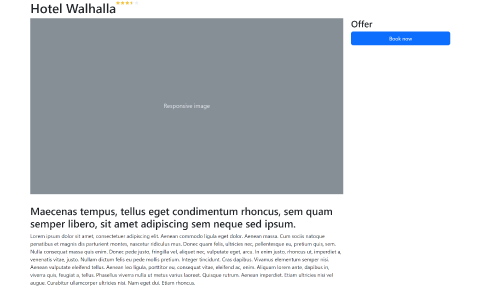 Hotel Walhalla
Offer
Book now
Responsive image
Maecenas tempus, tellus eget condimentum rhoncus, sem quam
semper libero, sit amet adipiscing sem neque sed ipsum.
Lorem ipsum dolor sit amet, consectetuer adipiscing elit. Aenean commodo ligula eget dolor. Aenean massa. Cum sociis natoque
penatibus et magnis dis parturient montes, nascetur ridiculus mus. Donec quam felis, ultricies nec, pellentesque eu, pretium quis, sem.
Nulla consequat massa quis enim. Donec pede justo, fringilla vel, aliquet nec, vulputate eget, arcu. In enim justo, rhoncus ut, imperdiet a,
venenatis vitae, justo. Nullam dictum felis eu pede mollis pretium. Integer tincidunt. Cras dapibus. Vivamus elementum semper nisi.
Aenean vulputate eleifend tellus. Aenean leo ligula, porttitor eu, consequat vitae, eleifend ac, enim. Aliquam lorem ante, dapibus in,
viverra quis, feugiat a, tellus. Phasellus viverra nulla ut metus varius laoreet. Quisque rutrum. Aenean imperdiet. Etiam ultricies nisi vel
augue. Curabitur ullamcorper ultricies nisi. Nam eget dui. Etiam rhoncus.